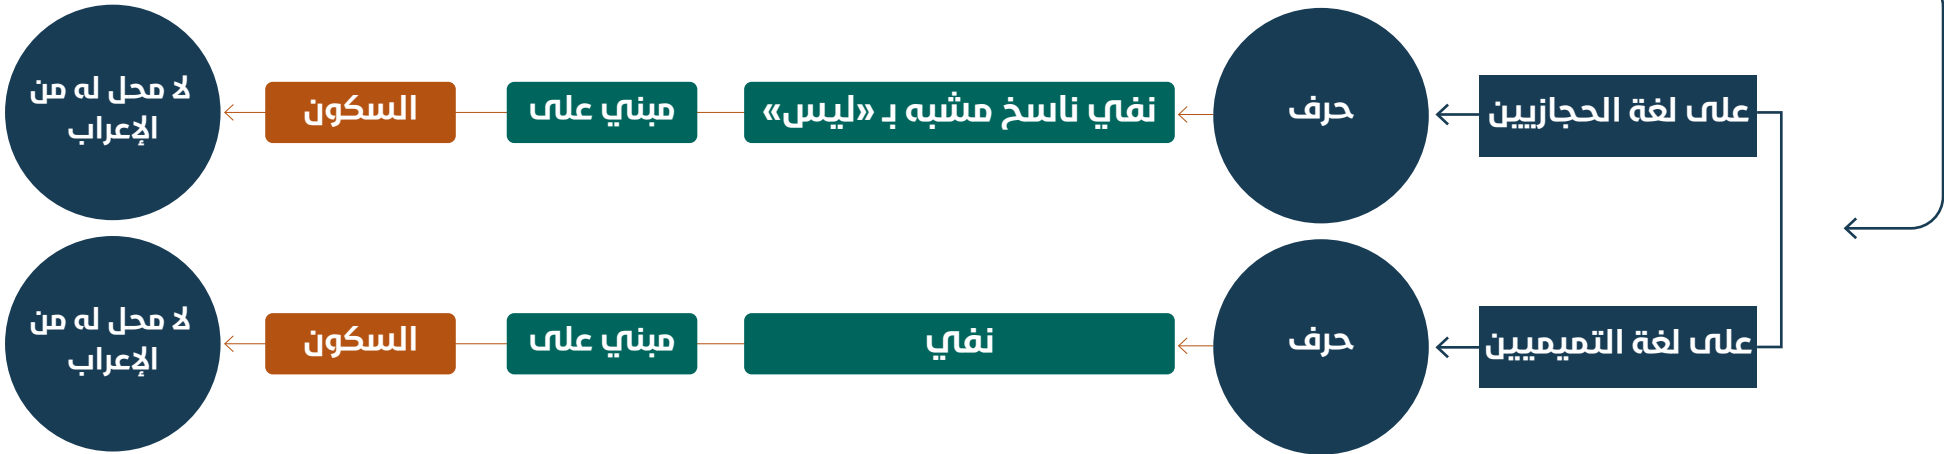 على لغة الحجازيين
حرف
نفي ناسخ مشبه بـ «ليس»
مبني على
السكون
لا محل له من
الإعراب
على لغة التميميين
حرف
نفي
مبني على
السكون
لا محل له من
الإعراب